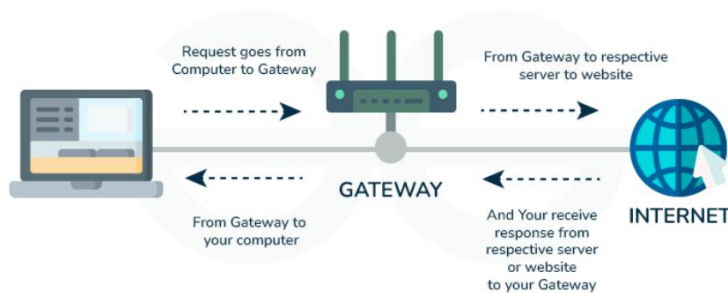 Request goes from
Computer to Gateway
From Gateway to respective
server to website
GATEWAY
INTERNET
From Gateway to
your computer
And Your receive
response from
respective server
or website
to your Gateway